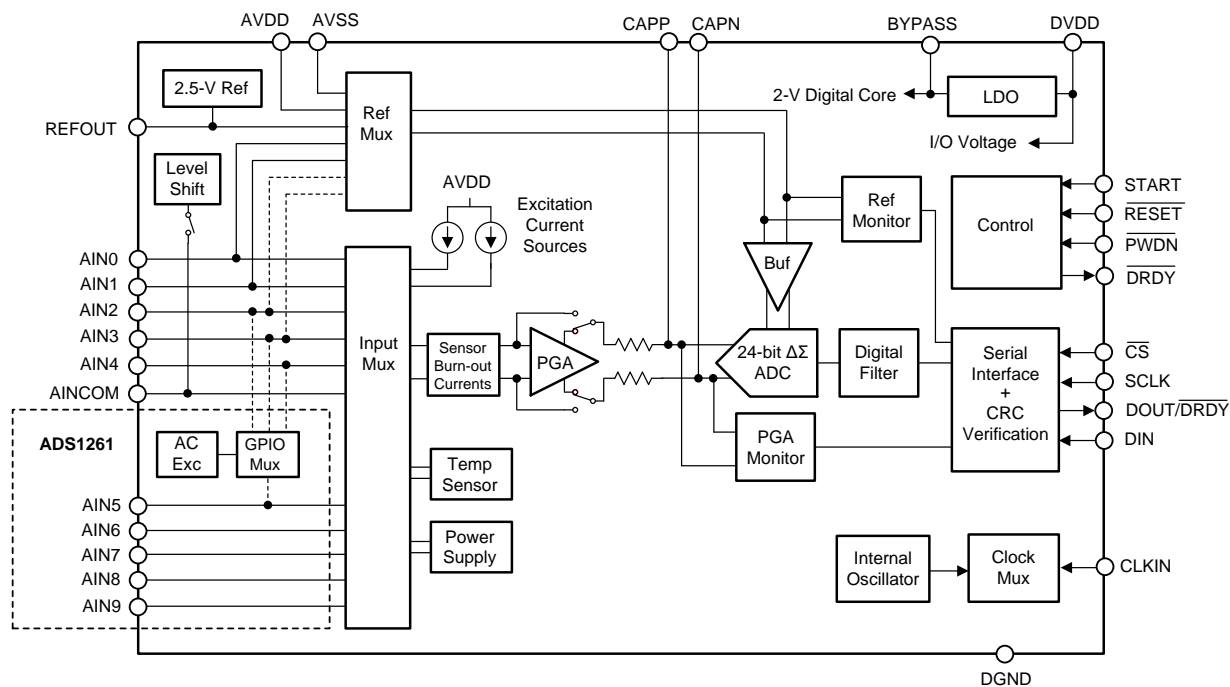 AVDD
AVSS
CAPP
CAPN
BYPASS
DVDD
2.5-V Ref
Ref
Mux
2-V Digital Core
LDO
REFOUT
I/O Voltage
Level
Shift
AVDD
Excitation
Current
Sources
Ref
Monitor
Control
START
RESET
PWDN
DRDY
AIN0
AIN1
AIN2
AIN3
AIN4
AINCOM
Input
Mux
Sensor
Burn-out
Currents
PGA
Buf
24-bit ΔΣ
ADC
Digital
Filter
Serial
Interface
+
CRC
Verification
CS
SCLK
DOUT/DRDY
DIN
ADS1261
AC
Exc
GPIO
Mux
PGA
Monitor
Temp
Sensor
Power
Supply
AIN5
AIN6
AIN7
AIN8
AIN9
Internal
Oscillator
Clock
Mux
CLKIN
DGND